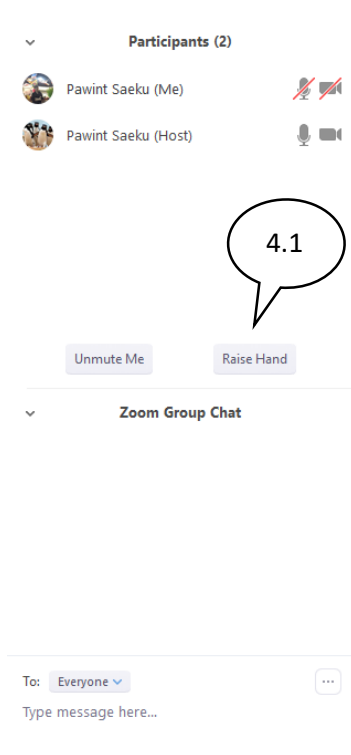 Participants (2)
Pawint Saeku (Me)
Pawint Saeku (Host)
4.1
Unmute Me Raise Hand
Zoom Group Chat
To: Everyone
Type message here...